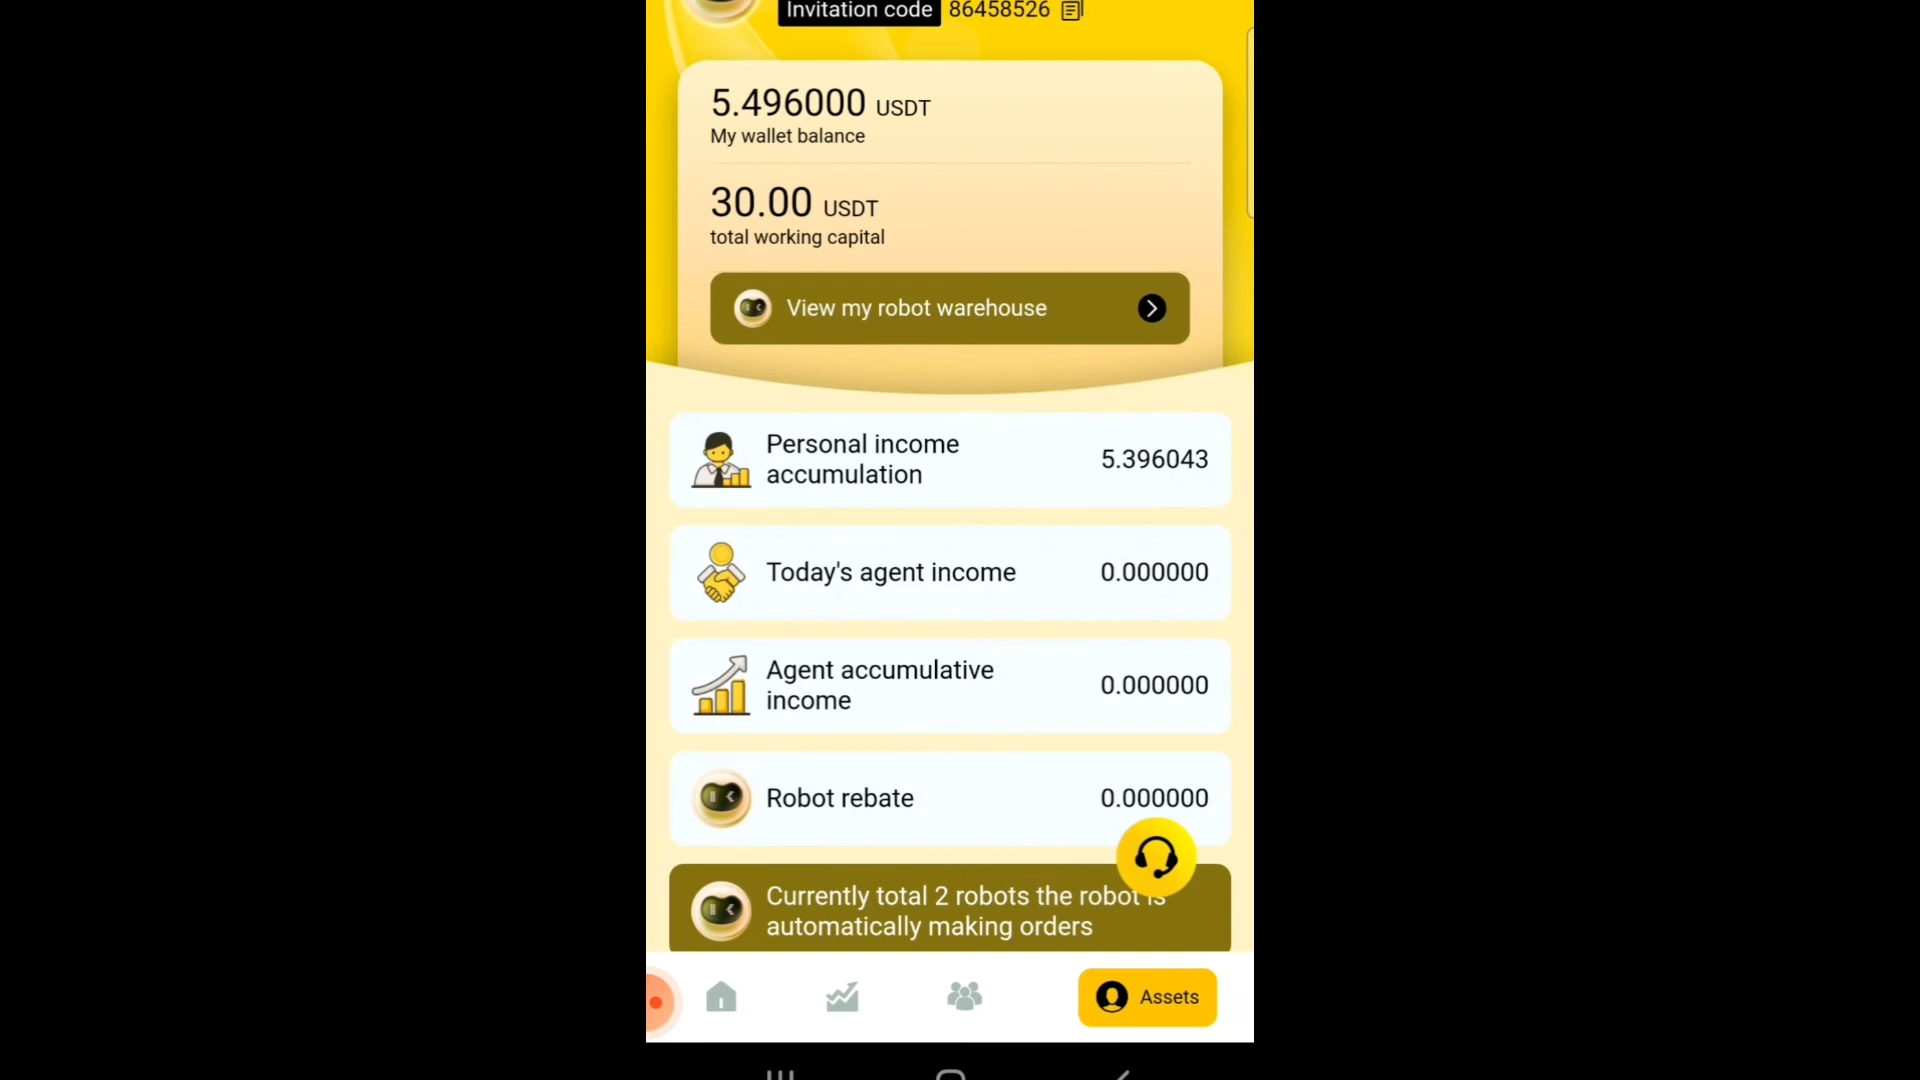 Invitation code 86458526
5.496000 USDT
My wallet balance
30.00 USDT
total working capital
View my robot warehouse
Personal income
accumulation
5.396043
Today's agent income 0.000000
Agent accumulative
income
0.000000
Robot rebate 0.000000
Currently total 2 robots the robot is
automatically making orders
Assets